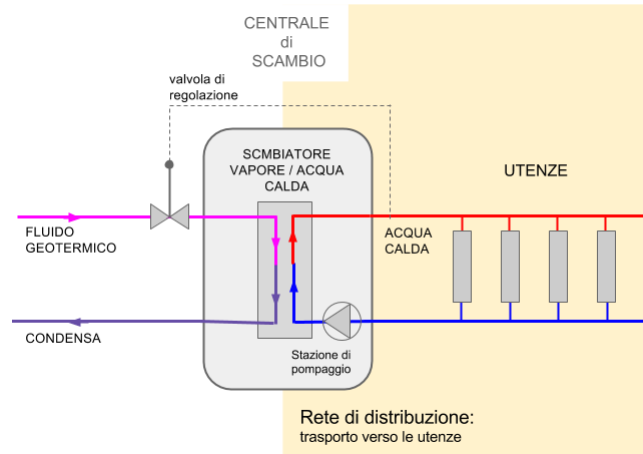 CENTRALE
di
SCAMBIO
valvola di
regolazione
SCMBIATORE
VAPORE / ACQUA
CALDA
UTENZE
FLUIDO
GEOTERMICO
ACQUA
CALDA
CONDENSA
Stazione di
pompaggio
Rete di distribuzione:
trasporto verso le utenze